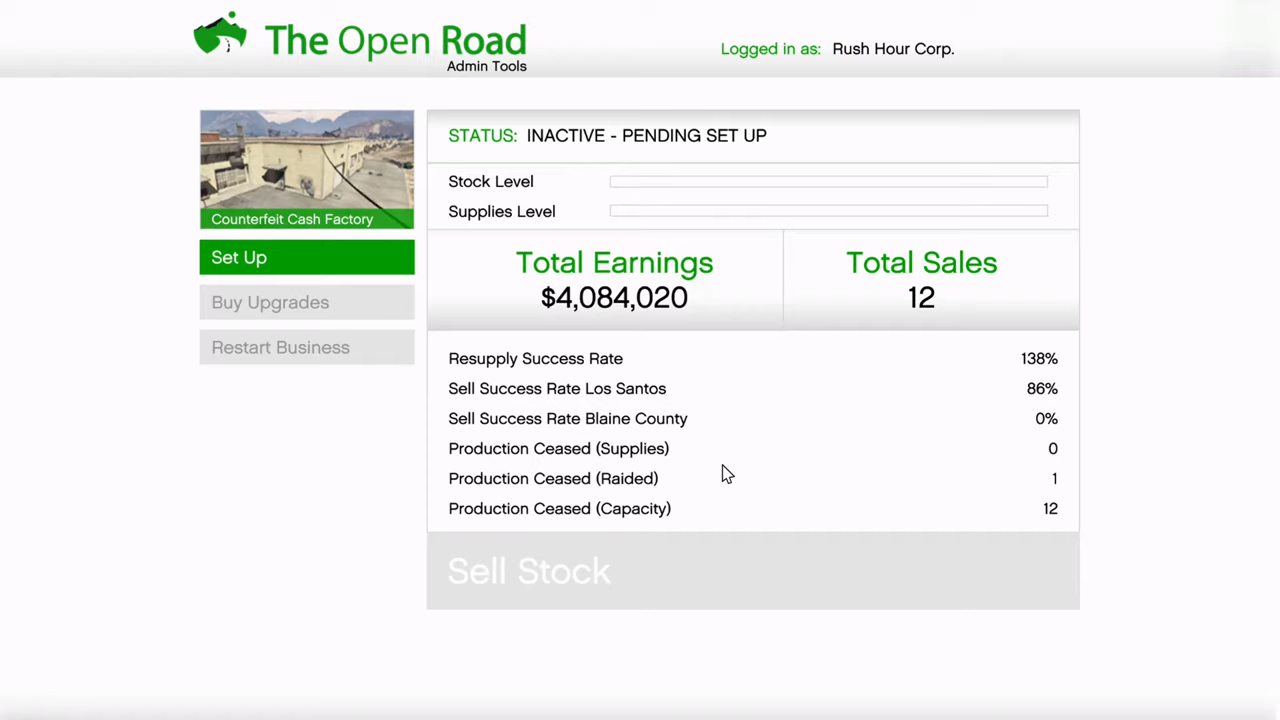 The Open Road
Admin Tools
Logged in as: Rush Hour Corp.
Counterfeit Cash Factory
Set Up
Buy Upgrades
Restart Business
STATUS: INACTIVE - PENDING SET UP
Stock Level
Supplies Level
Total Earnings
$4,084,020
Total Sales
12
Resupply Success Rate 138%
Sell Success Rate Los Santos 86%
Sell Success Rate Blaine County 0%
Production Ceased (Supplies) 0
Production Ceased (Raided) 1
Production Ceased (Capacity) 12
Sell Stock